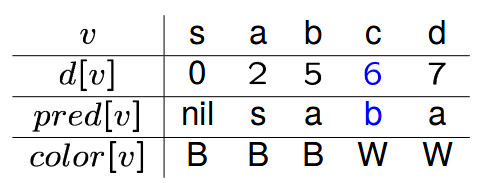 v s a b c d
d[v] 0 2 5 6 7
pred[v] nil s a b a
color[v] B B B W W